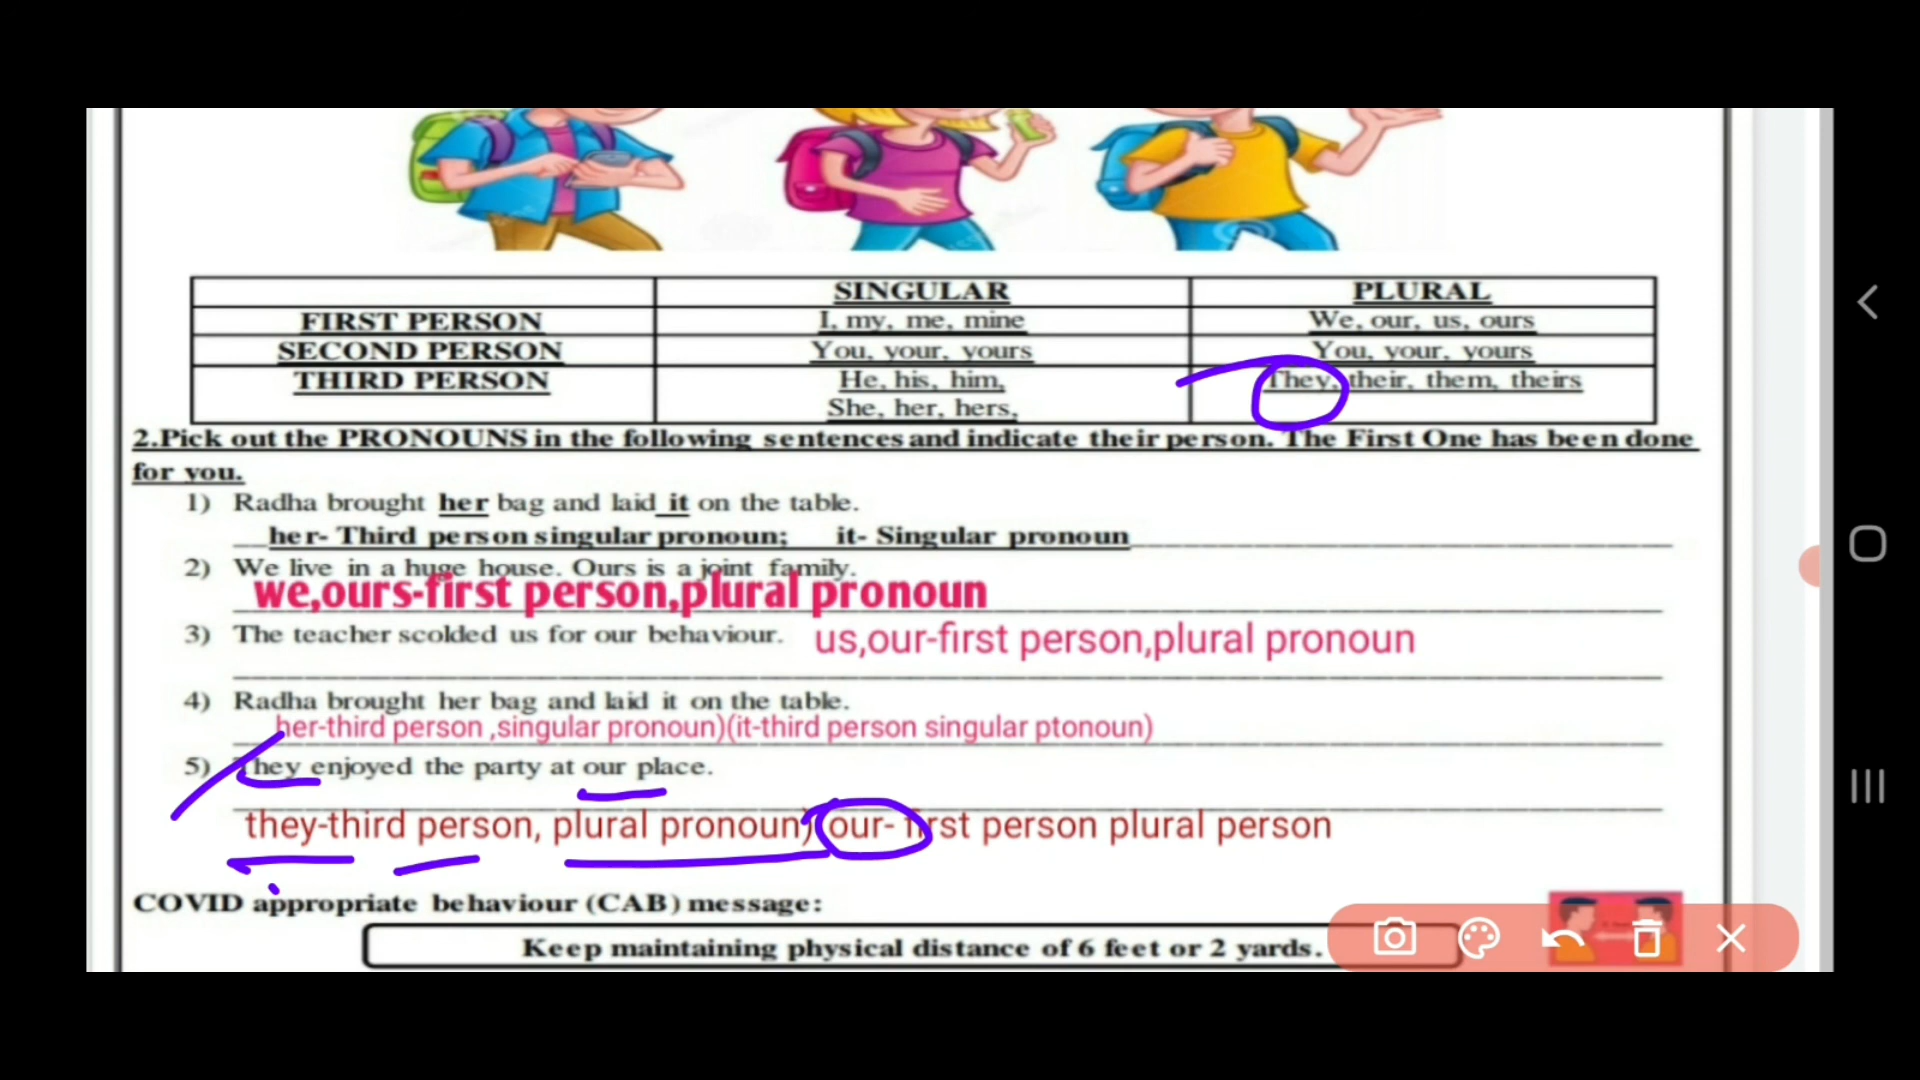 SINGULAR PLURAL
FIRST PERSON I, my, me, mine We, our, us, ours
SECOND PERSON You, your, yours You, your, yours
THIRD PERSON He, his, him, They, their, them, theirs
She, her, hers,
2.Pick out the PRONOUNS in the following sentences and indicate their person. The First One has been done
for you.
1) Radha brought her bag and laid it on the table.
her- Third person singular pronoun; it- Singular pronoun
2) We live in a huge house. Ours is a joint family.
we,ours-first person,plural pronoun
3) The teacher scolded us for our behaviour. us,our-first person,plural pronoun
4) Radha brought her bag and laid it on the table.
her-third person ,singular pronoun)(it-third person singular ptonoun)
5) They enjoyed the party at our place.
they-third person, plural pronoun)(our- first person plural person
COVID appropriate behaviour (CAB) message:
Keep maintaining physical distance of 6 feet or 2 yards.